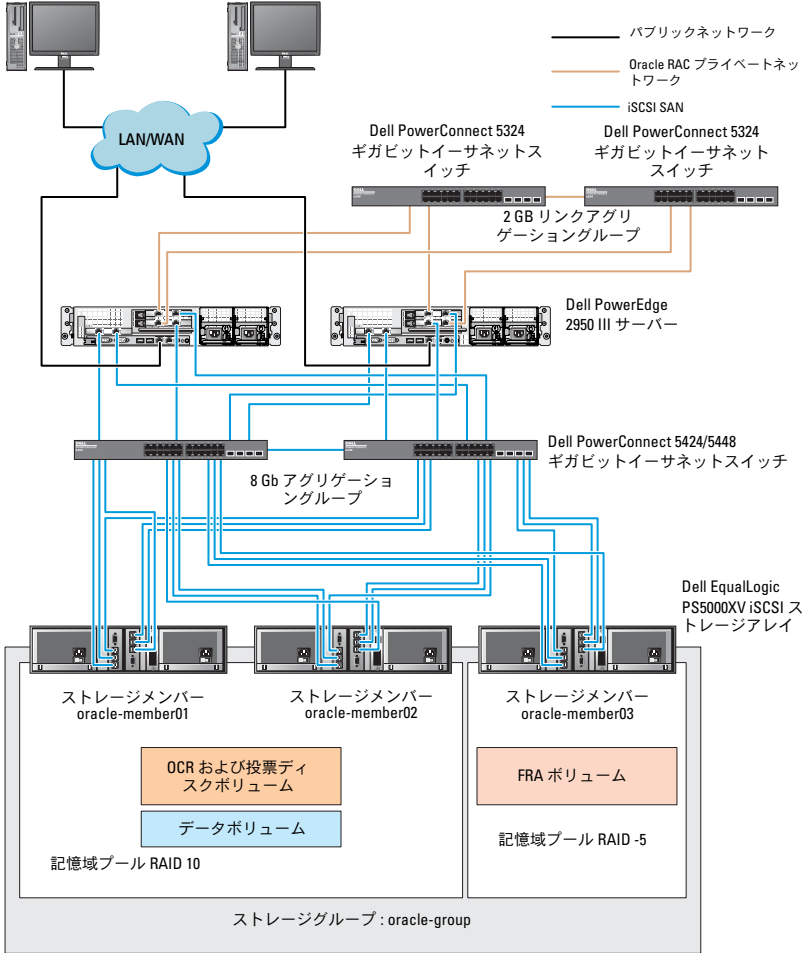 パブリックネットワーク
Oracle RAC プライベートネッ
トワーク
iSCSI SAN
LAN/WAN
Dell PowerConnect 5324
ギガビットイーサネットス
イッチ
Dell PowerConnect 5324
ギガビットイーサネット
スイッチ
2 GB リンクアグリ
ゲーショングループ
Dell PowerEdge
2950 III サーバー
Dell PowerConnect 5424/5448
ギガビットイーサネットスイッチ
8 Gb アグリゲーショ
ングループ
Dell EqualLogic
PS5000XV iSCSI ス
トレージアレイ
ストレージメンバー
oracle-member01
ストレージメンバー
oracle-member02
ストレージメンバー
oracle-member03
OCR および投票ディ
スクボリューム
FRA ボリューム
データボリューム
記憶域プール RAID -5
記憶域プール RAID 10
ストレージグループ : oracle-group